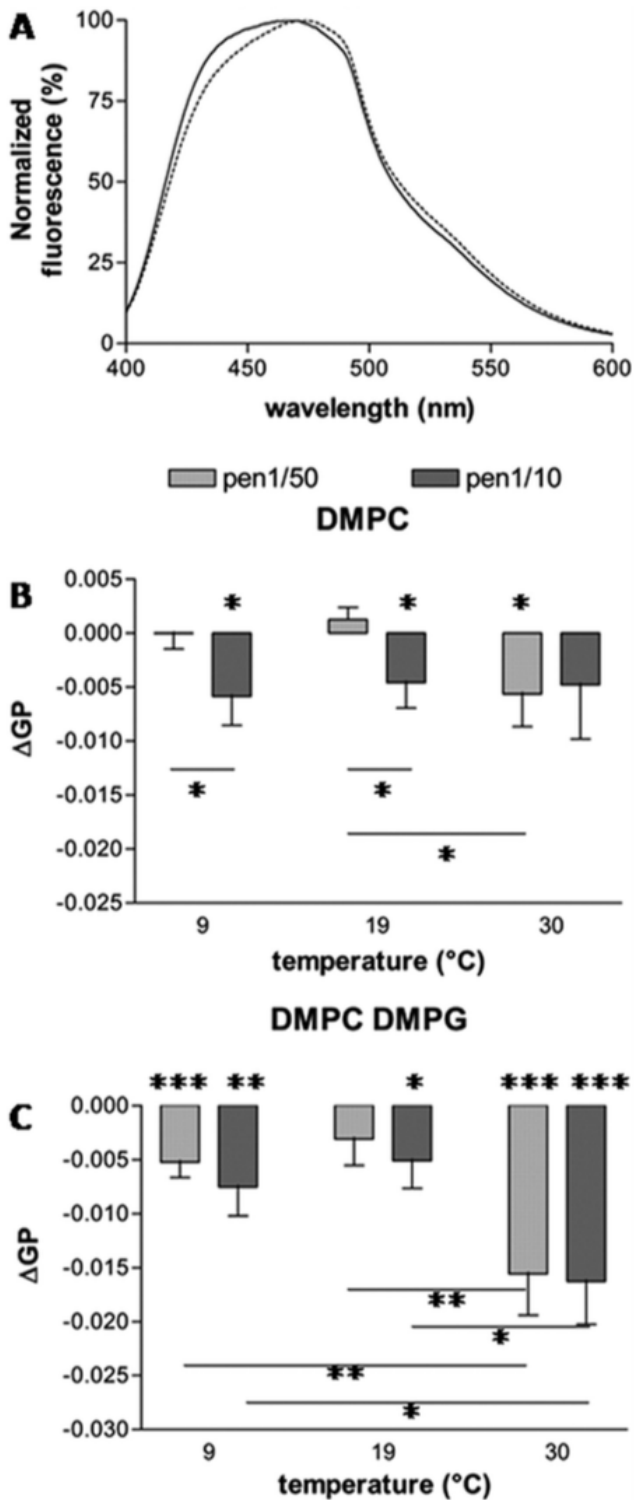 A
Normalized
fluorescence (%)
100
75
50
25
0
400 450 500 550 600
wavelength (nm)
pen1/50 pen1/10
DMPC
B
ΔGP
0.005
* * *
0.000
-0.005
-0.010
* *
-0.015
*
-0.020
-0.025
9 19 30
temperature (°C)
DMPC DMPG
*** ** * *** ***
C
ΔGP
0.000
-0.005
-0.010
-0.015
**
-0.020
*
**
-0.025
*
-0.030
9 19 30
temperature (°C)